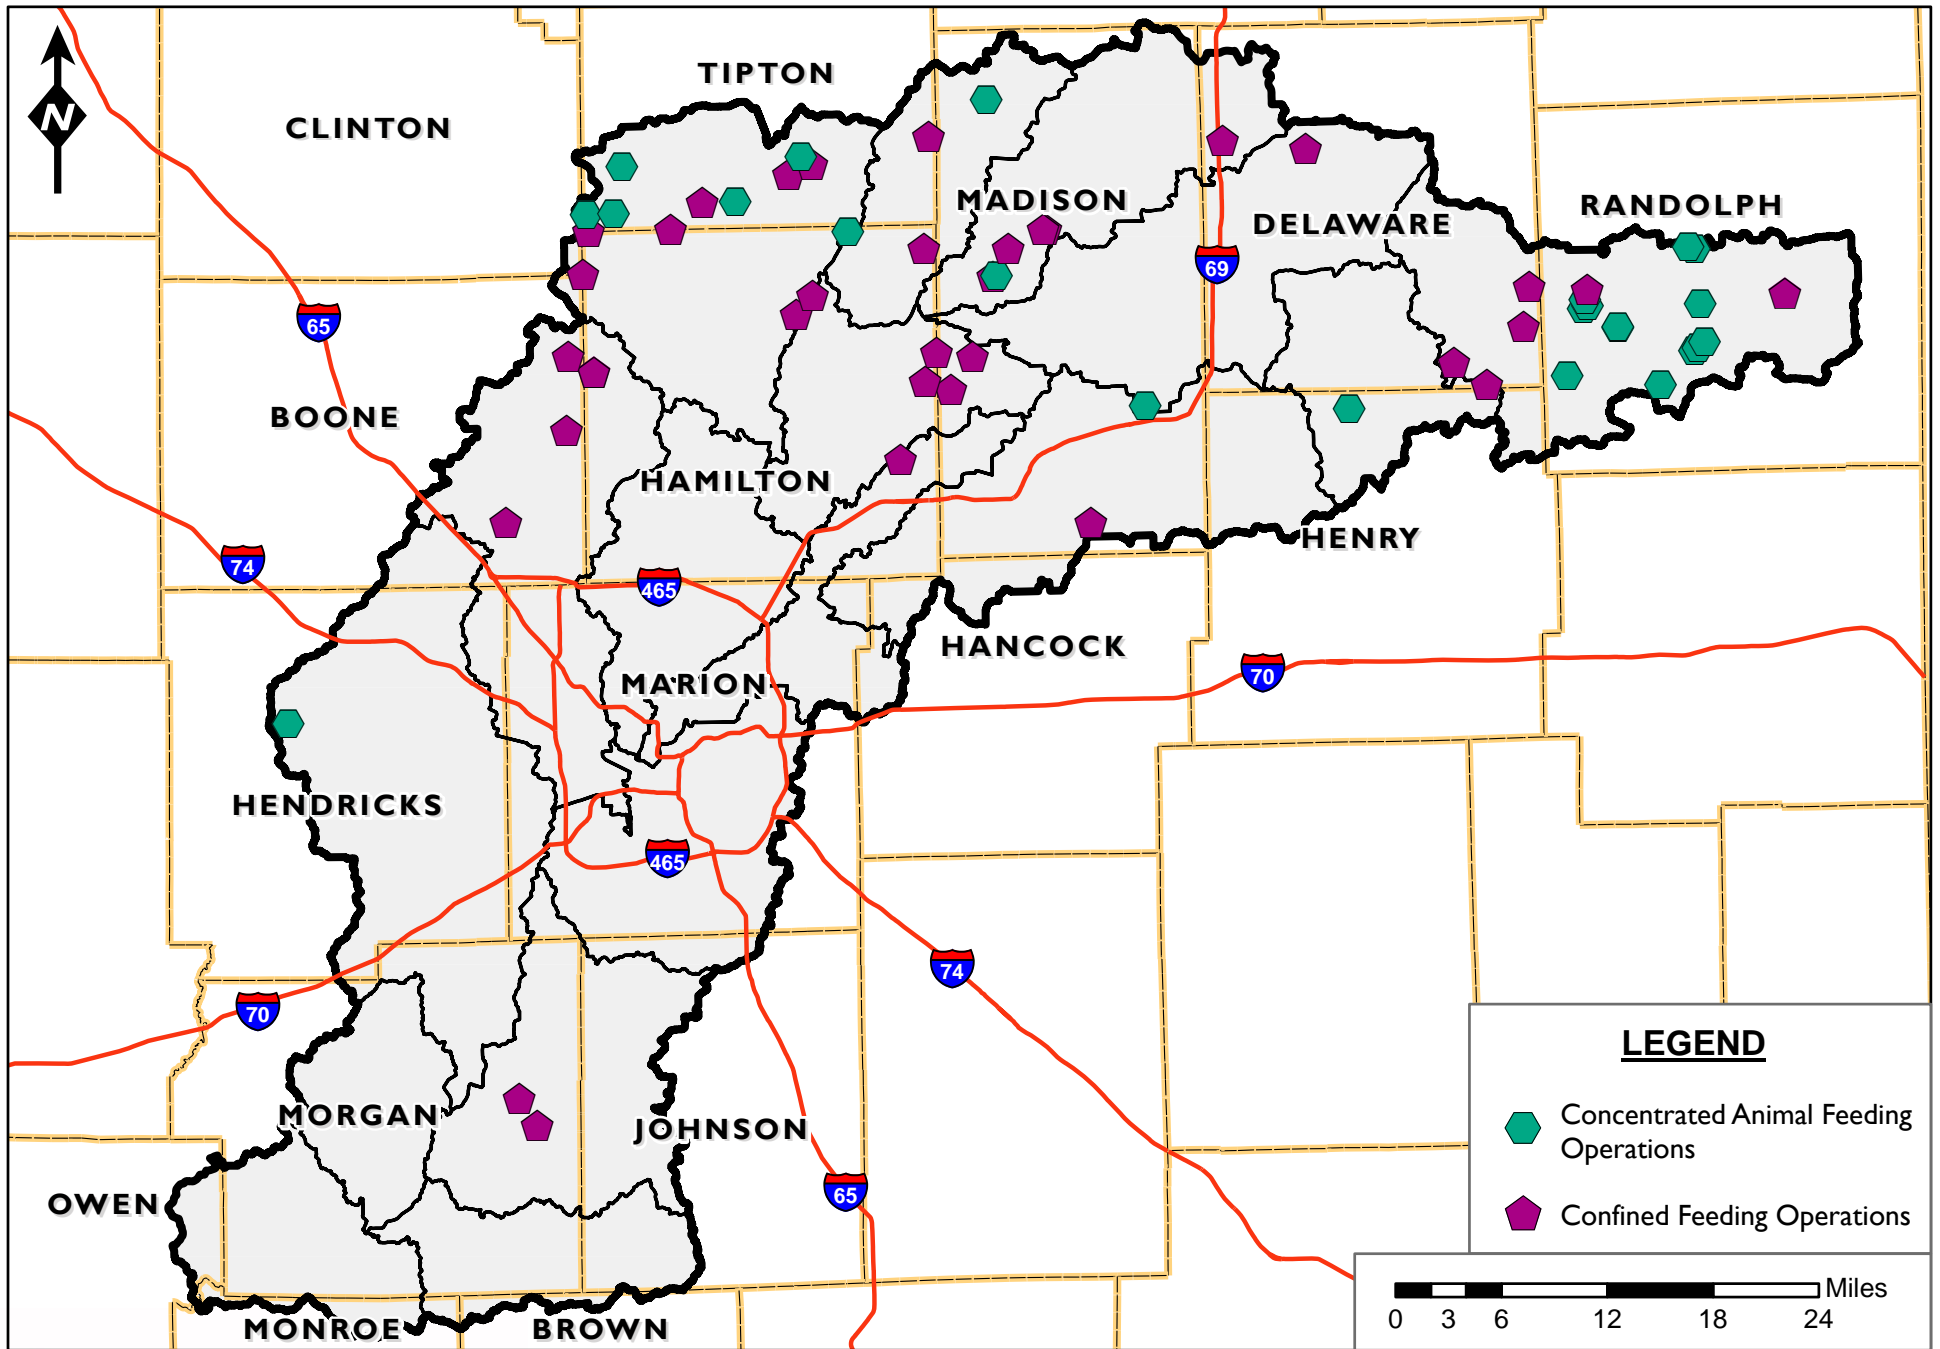 TIPTON
CLINTON
N
MADISON
RANDOLPH
DELAWARE
69
65
BOONE
HAMILTON
HENRY
74
465
HANCOCK
MARION
70
HENDRICKS
465
74
70
LEGEND
Concentrated Animal Feeding
Operations
Confined Feeding Operations
MORGAN
JOHNSON
OWEN
65
MONROE
BROWN
Miles
0 3 6 12 18 24